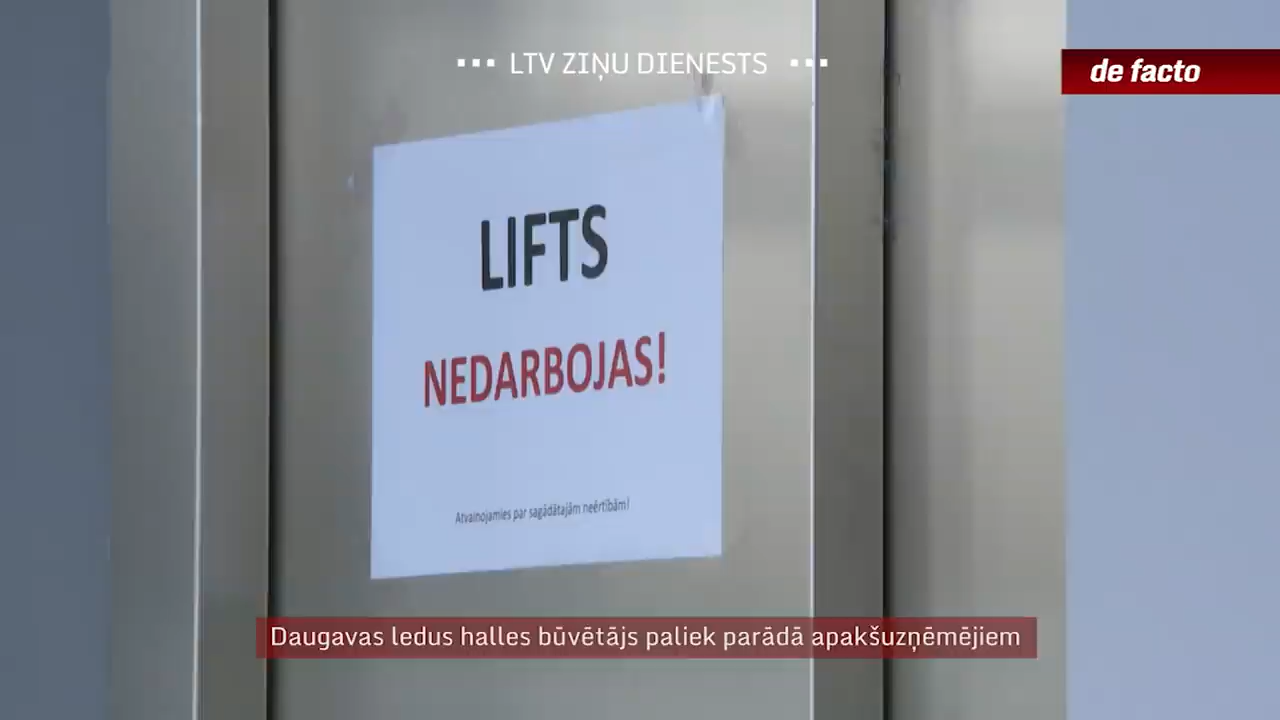 ··· LTV ZIŅU DIENESTS ···
de facto
LIFTS
NEDARBOJAS!
Atvainojamies par sagādātajām neērtībām!
Daugavas ledus halles būvētājs paliek parādā apakšuzņēmējiem